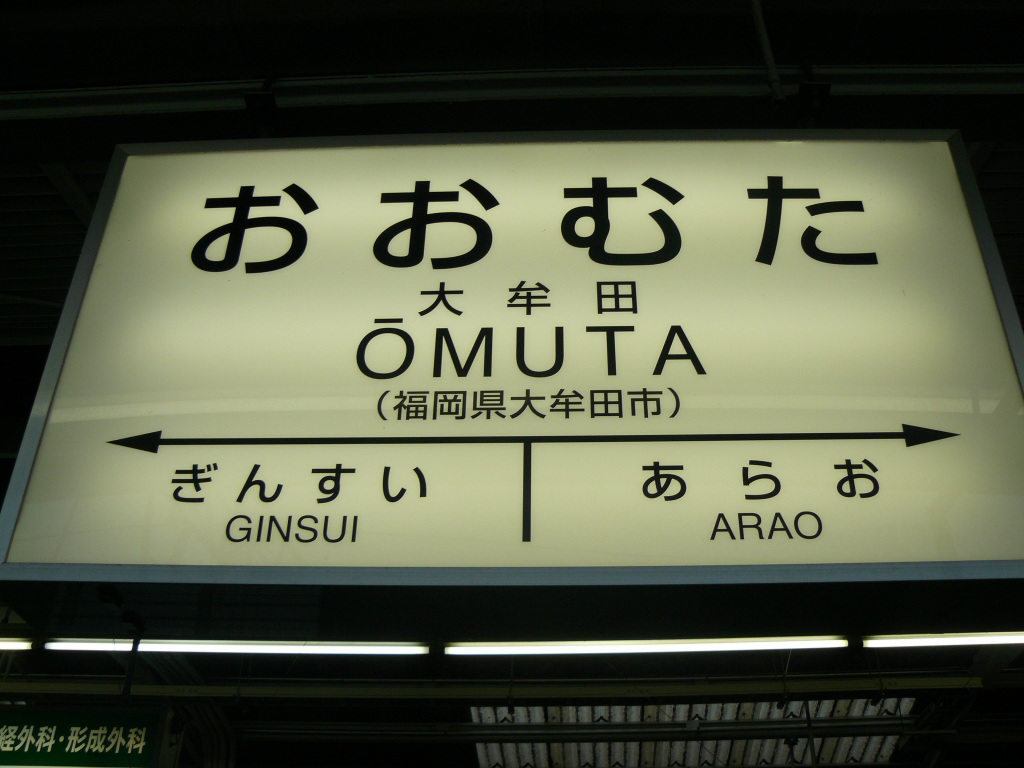 おおむた
大牟田
ŌMUTA
(福岡県大牟田市)
ぎんすい あらお
GINSUI ARAO
経外科・形成外科